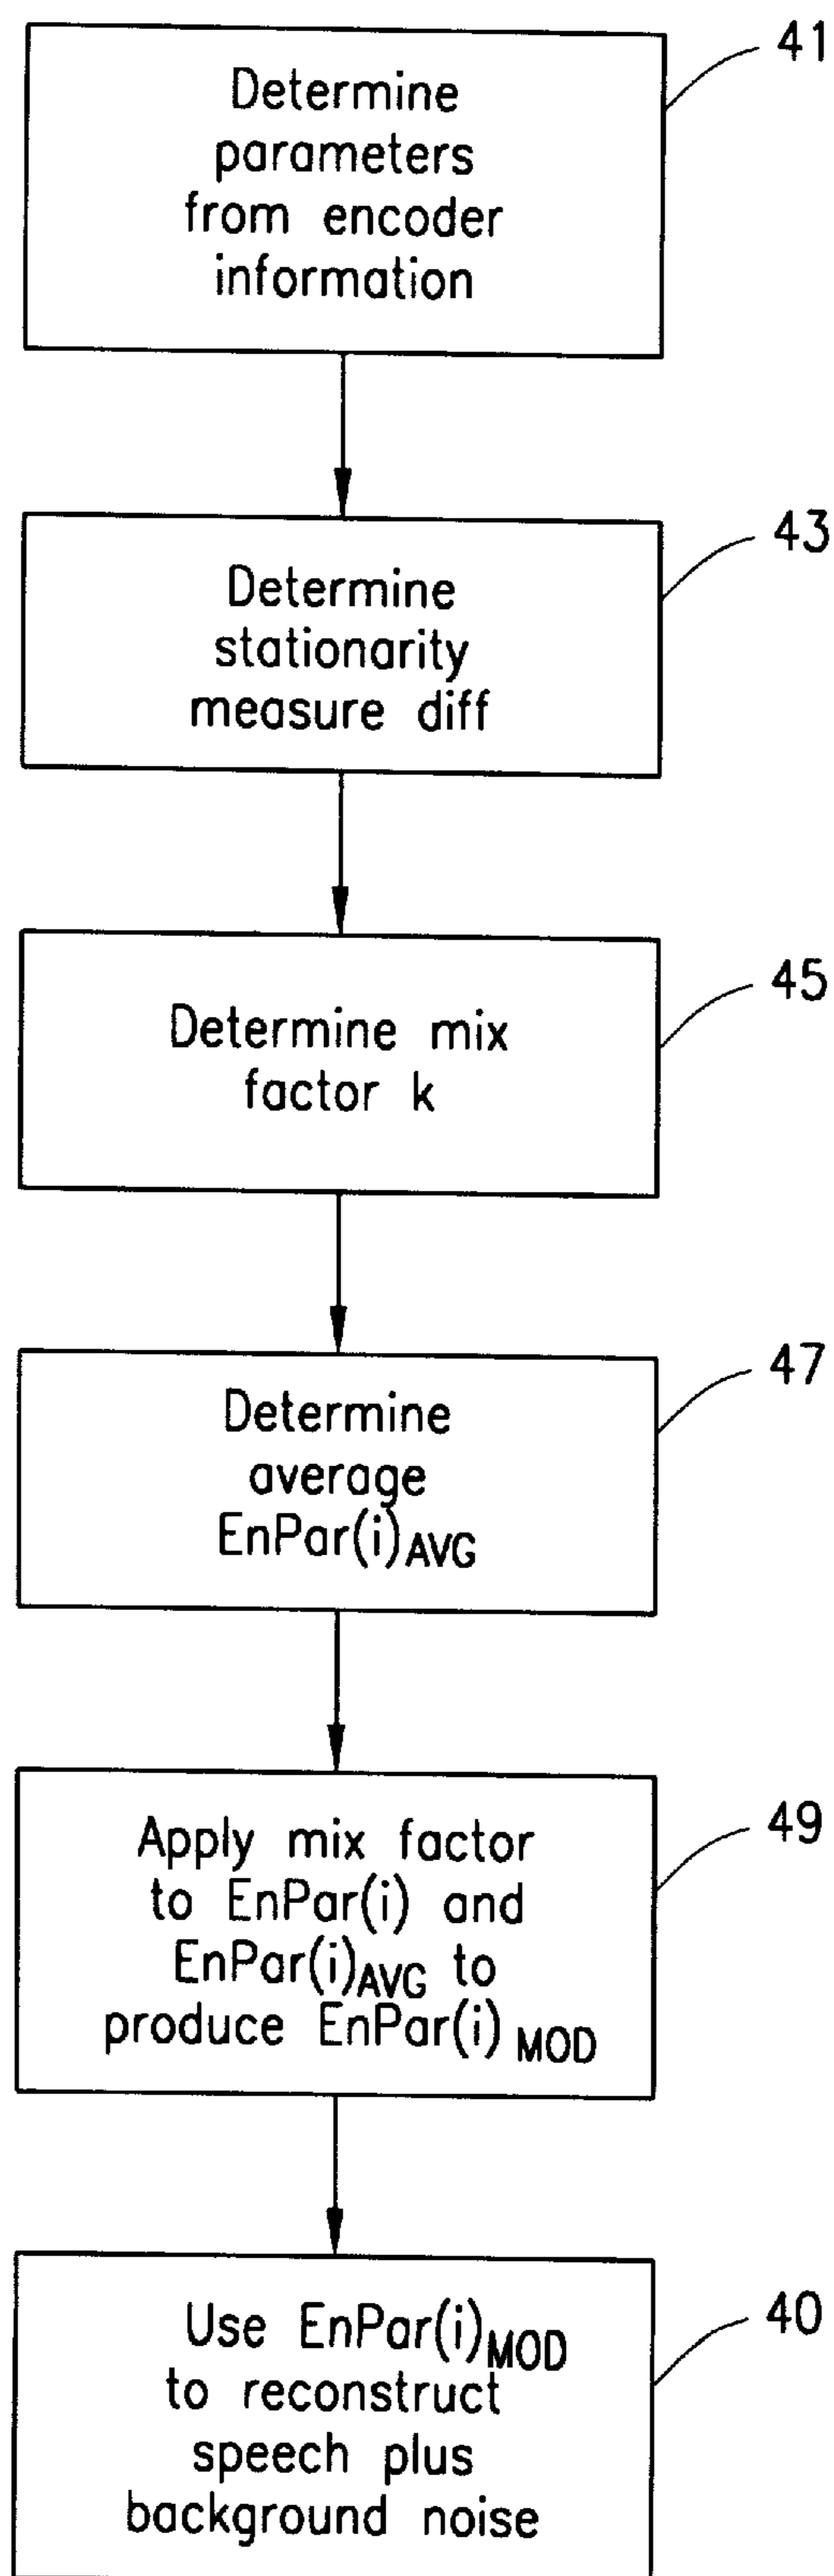 41
Determine
parameters
from encoder
information
43
Determine
stationarity
measure diff
45
Determine mix
factor k
47
Determine
average
EnPar(i)AVG
49
Apply mix factor
to EnPar(i) and
EnPar(i)AVG to
produce EnPar(i) MOD
40
Use EnPar(i)MOD
to reconstruct
speech plus
background noise